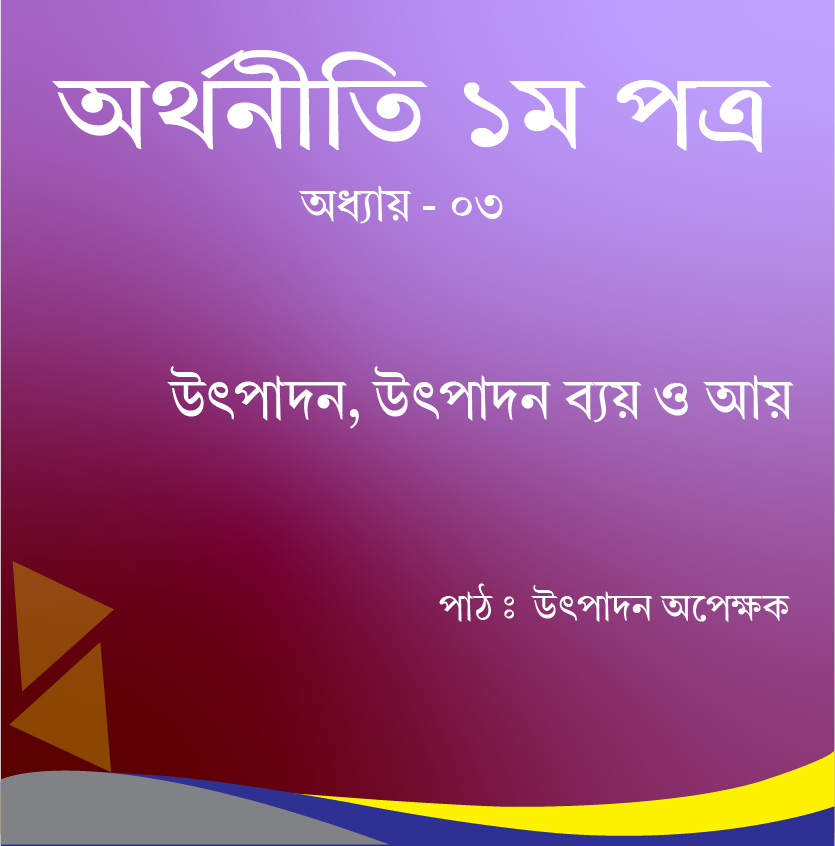 অর্থনীতি ১ম পত্র
অধ্যায় - ০৩
উৎপাদন, উৎপাদন ব্যয় ও আয়
পাঠ ঃ উৎপাদন অপেক্ষক